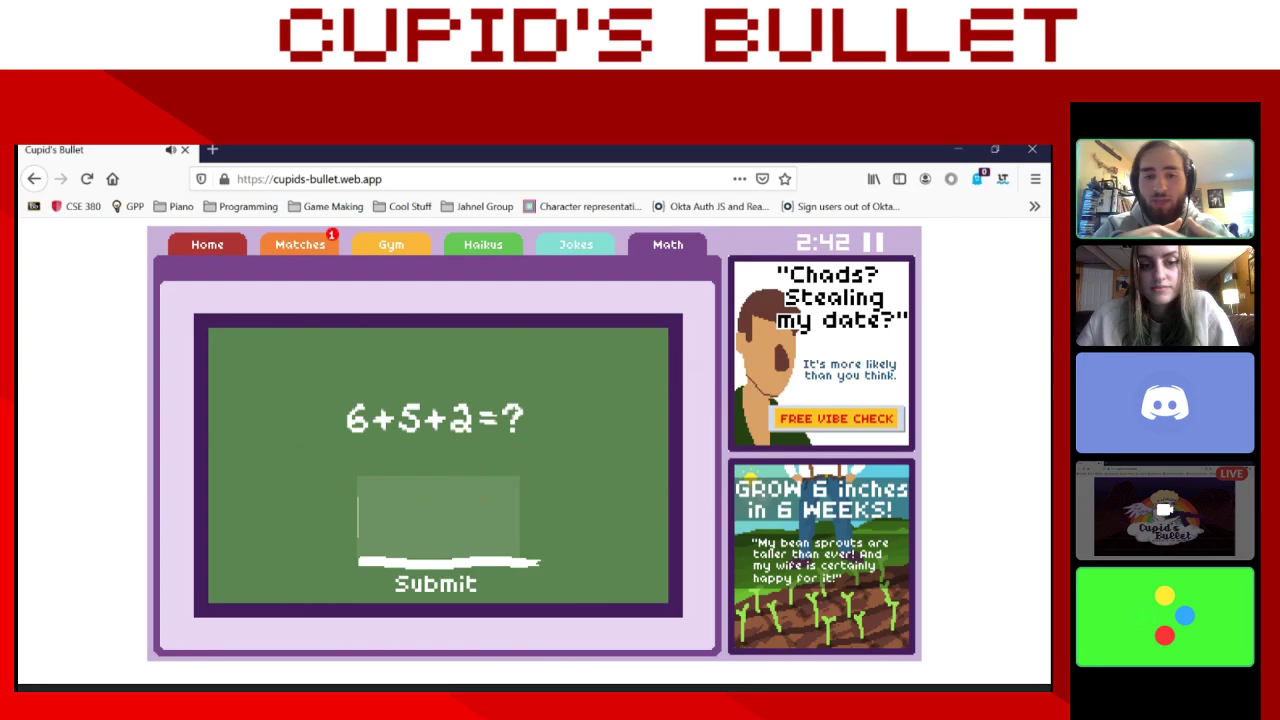 CUPID'S BULLET
Cupid's Bullet
https://cupids-bullet.web.app
0
LT
CSE 380
GPP
Piano
Programming
Game Making
Cool Stuff
Jahnel Group
Character representati...
Okta Auth JS and Rea...
Sign users out of Okta...
Home
Matches
1
Gym
Haikus
Jokes
Math
2:42
6+5+2=?
Submit
"Chads?
Stealing
my date?"
It's more likely
than you think.
FREE VIBE CHECK
GROW 6 inches
in 6 WEEKS!
"My bean sprouts are
taller than ever! And
my wife is certainly
happy for it!"
LIVE
Cupid's
Bullet